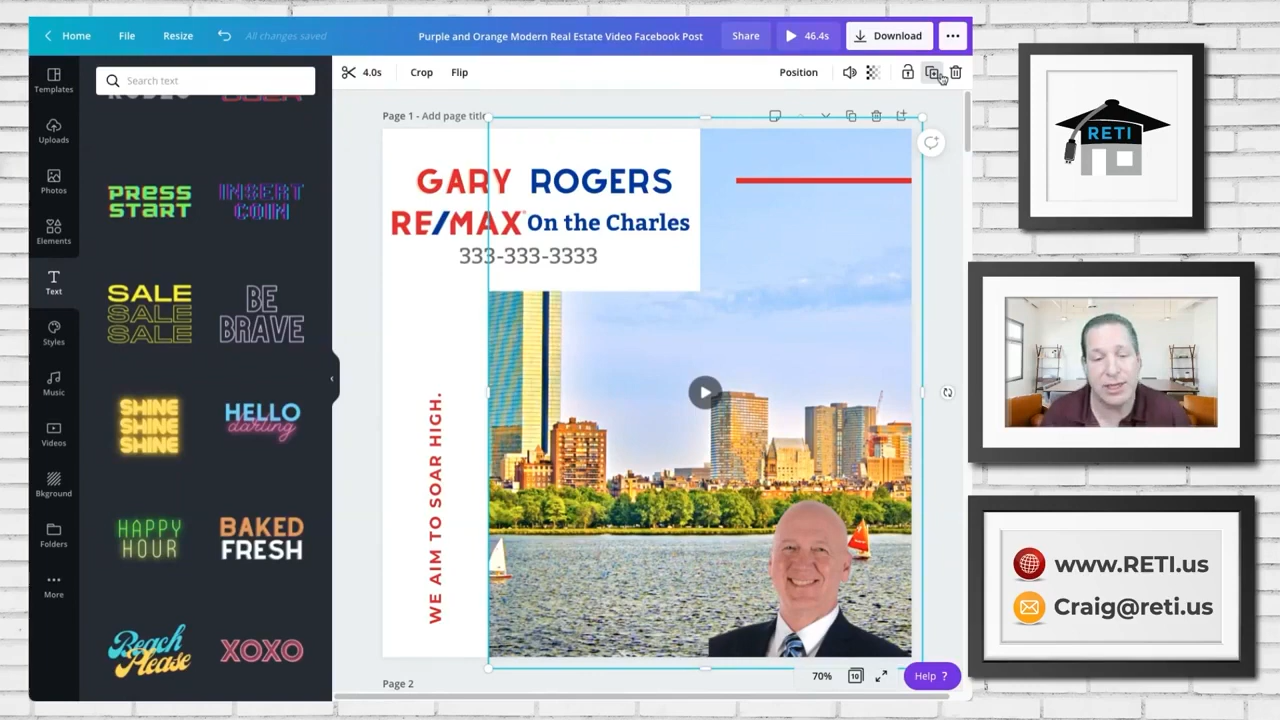 Home
File
Resize
All changes saved
Purple and Orange Modern Real Estate Video Facebook Post
Share
46.4s
Download
Templates
Uploads
Photos
Elements
Text
Styles
Music
Videos
Bkground
Folders
More
Search text
PRESS
START
INSERT
COIN
SALE
SALE
SALE
BE
BRAVE
SHINE
SHINE
SHINE
HELLO
darling
HAPPY
HOUR
BAKED
FRESH
Beach
Please
XOXO
4.0s
Crop
Flip
Position
Page 1 - Add page title
GARY ROGERS
RE/MAX On the Charles
333-333-3333
WE AIM TO SOAR HIGH.
Page 2
70%
10
Help ?
RETI
www.RETI.us
Craig@reti.us